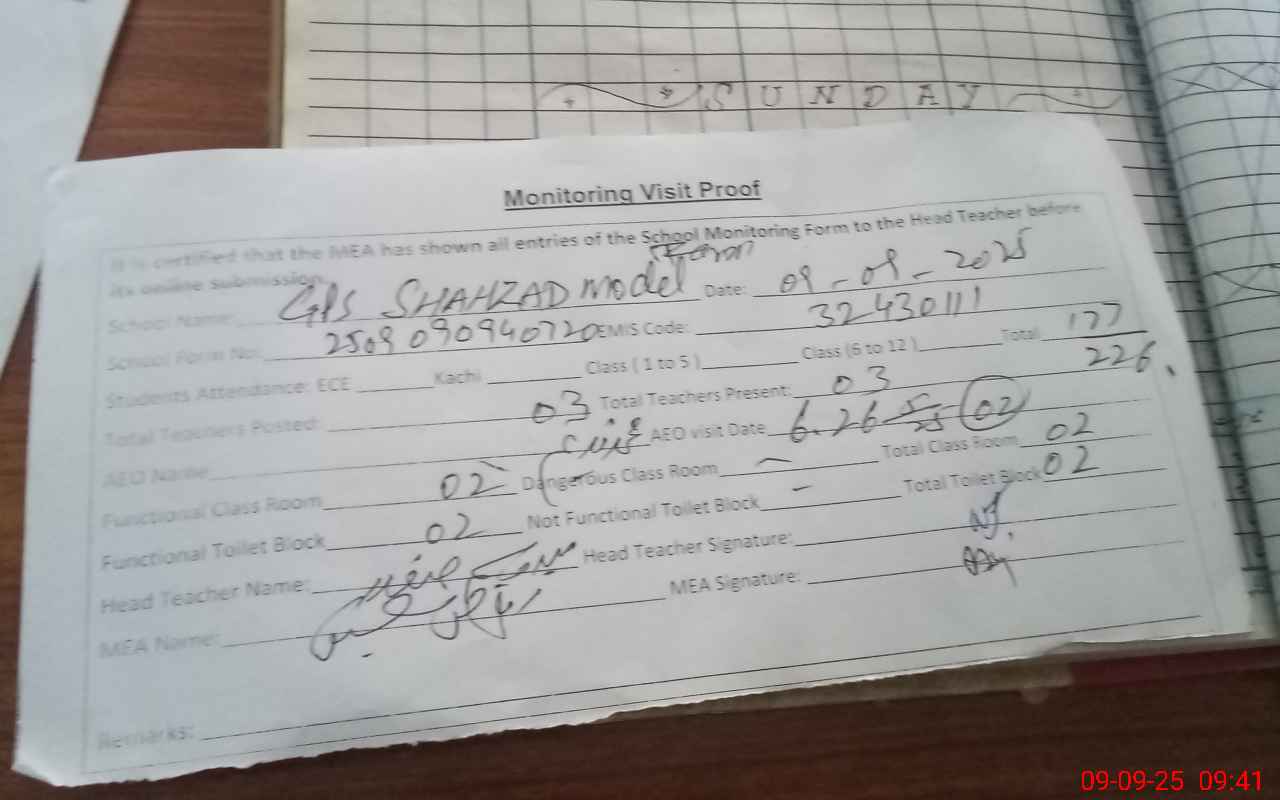 SUNDAY
Monitoring Visit Proof
It is certified that the MEA has shown all entries of the School Monitoring Form to the Head Teacher before
its online submission
School Name: GPS SHAHZAD model Date: 09-09-2025
School Form No: 2509090940720 EMIS Code: 32430111
Students Attendance: ECE Kachi Class ( 1 to 5 ) Class (6 to 12 ) Total 177
226
Total Teachers Posted: 03 Total Teachers Present: 03
AEO Name AEO visit Date 6.26 5/25 02
Functional Class Room 02 Dangerous Class Room – Total Class Room 02
Functional Toilet Block 02 Not Functional Toilet Block – Total Toilet Block 02
Head Teacher Name: Head Teacher Signature:
MEA Name: MEA Signature:
Remarks:
09-09-25 09:41